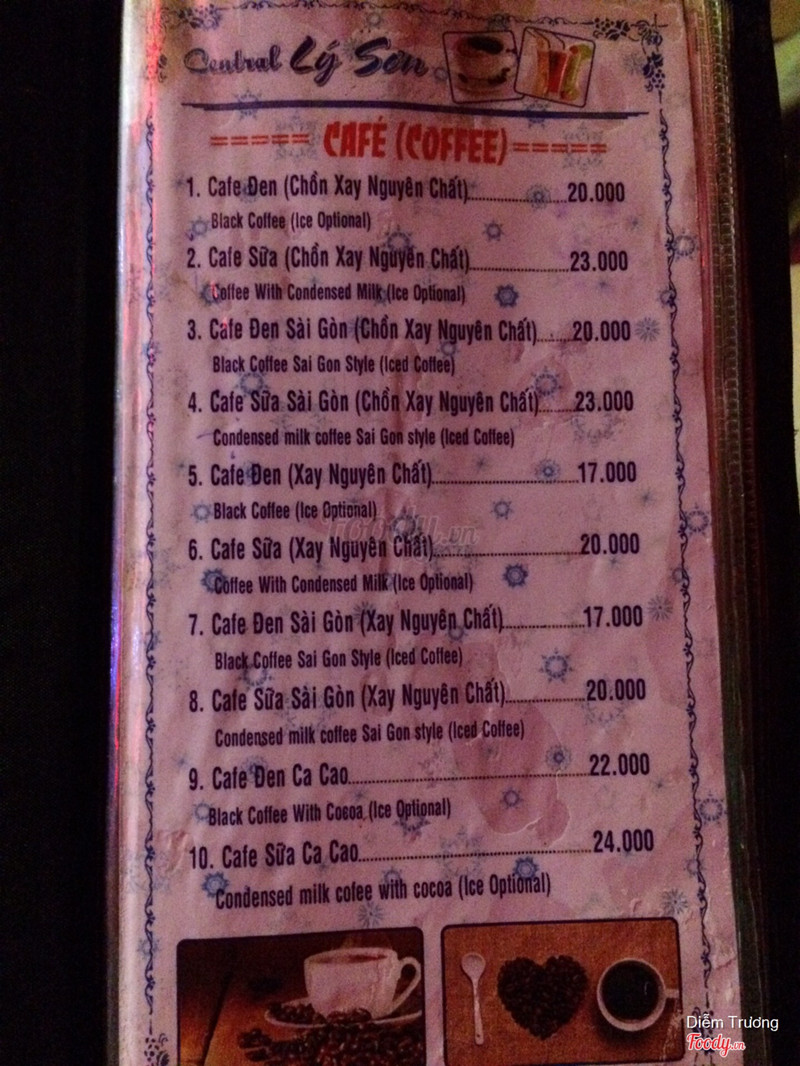 Central Lý Sơn
===== CAFÉ (COFFEE) =====
1. Cafe Đen (Chồn Xay Nguyên Chất)..................20.000
Black Coffee (Ice Optional)
2. Cafe Sữa (Chồn Xay Nguyên Chất)..................23.000
Coffee With Condensed Milk (Ice Optional)
3. Cafe Đen Sài Gòn (Chồn Xay Nguyên Chất).......20.000
Black Coffee Sai Gon Style (Iced Coffee)
4. Cafe Sữa Sài Gòn (Chồn Xay Nguyên Chất).......23.000
Condensed milk coffee Sai Gon style (Iced Coffee)
5. Cafe Đen (Xay Nguyên Chất)..........................17.000
Black Coffee (Ice Optional)
6. Cafe Sữa (Xay Nguyên Chất)..........................20.000
Coffee With Condensed Milk (Ice Optional)
7. Cafe Đen Sài Gòn (Xay Nguyên Chất)..............17.000
Black Coffee Sai Gon Style (Iced Coffee)
8. Cafe Sữa Sài Gòn (Xay Nguyên Chất)..............20.000
Condensed milk coffee Sai Gon style (Iced Coffee)
9. Cafe Đen Ca Cao..........................................22.000
Black Coffee With Cocoa (Ice Optional)
10. Cafe Sữa Ca Cao.........................................24.000
Condensed milk cofee with cocoa (Ice Optional)
Diễm Trương
Foody.vn